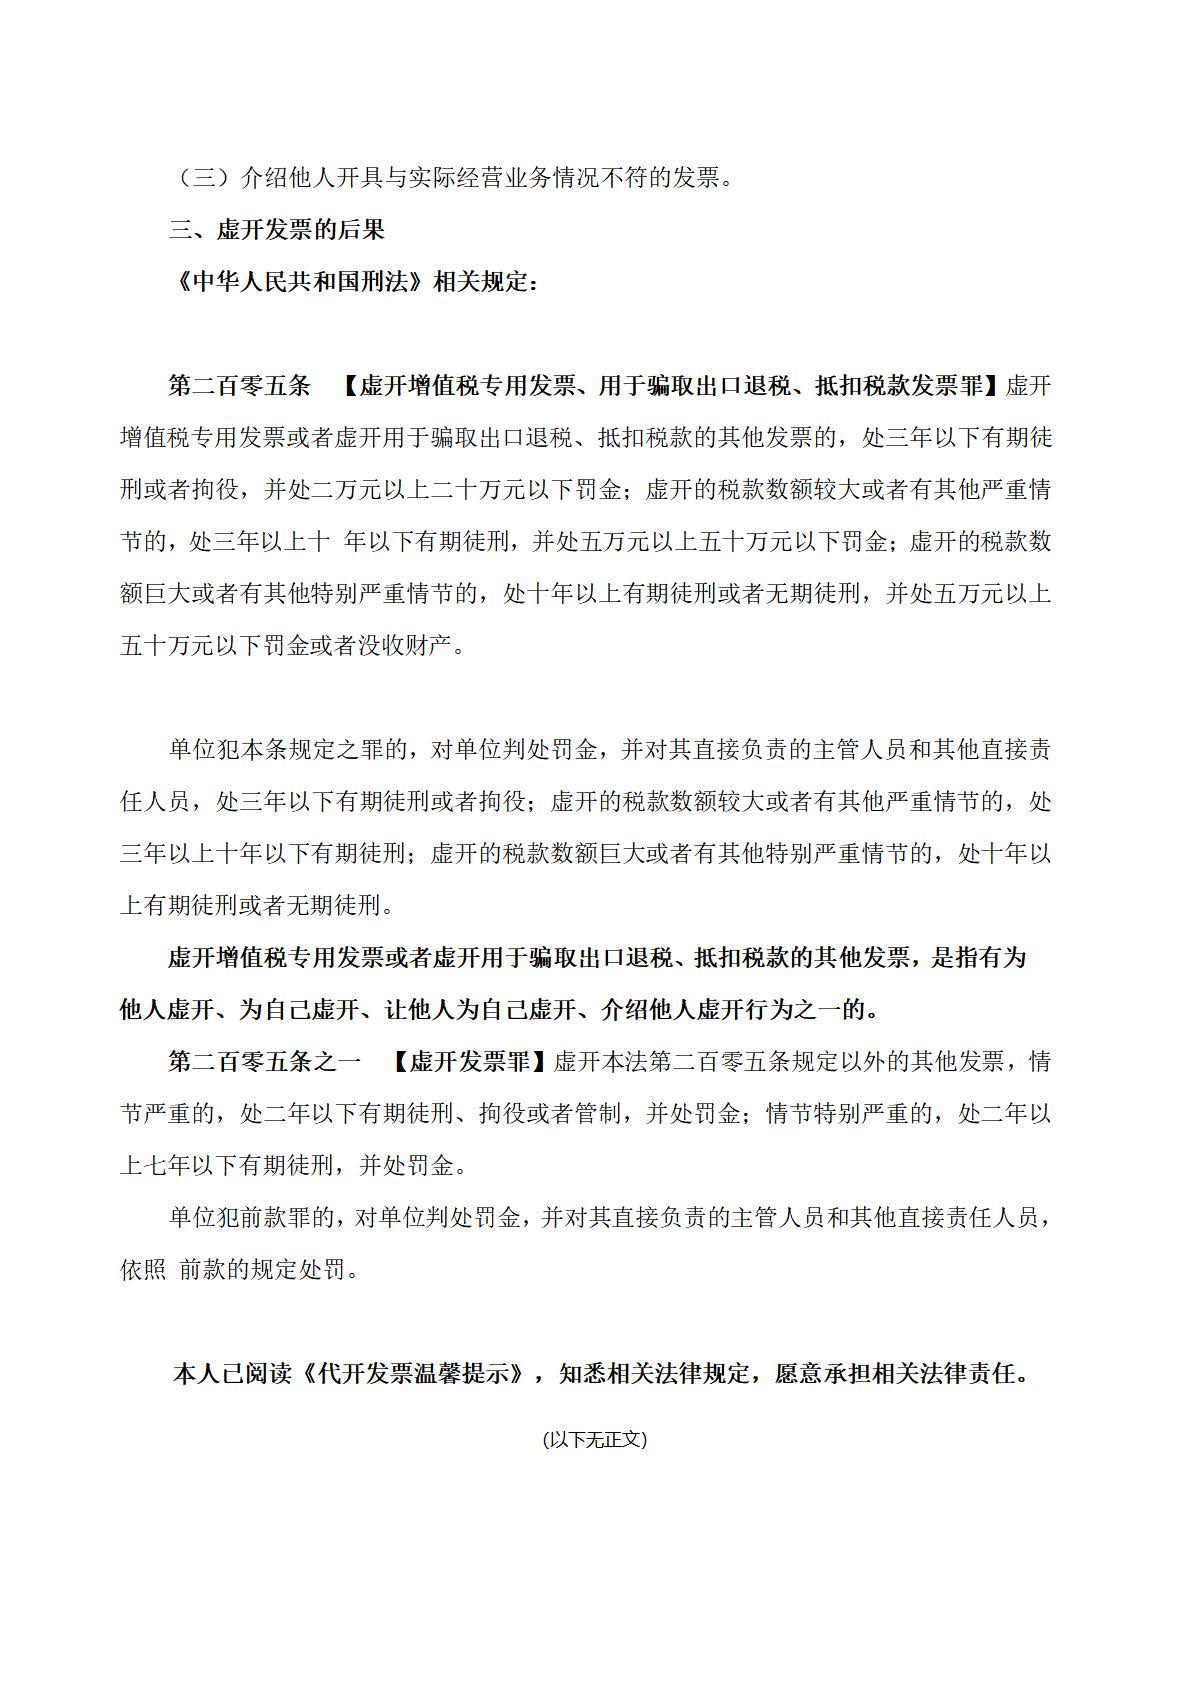 （三）介绍他人开具与实际经营业务情况不符的发票。
三、虚开发票的后果
《中华人民共和国刑法》相关规定：
第二百零五条　【虚开增值税专用发票、用于骗取出口退税、抵扣税款发票罪】虚开
增值税专用发票或者虚开用于骗取出口退税、抵扣税款的其他发票的，处三年以下有期徒
刑或者拘役，并处二万元以上二十万元以下罚金；虚开的税款数额较大或者有其他严重情
节的，处三年以上十 年以下有期徒刑，并处五万元以上五十万元以下罚金；虚开的税款数
额巨大或者有其他特别严重情节的，处十年以上有期徒刑或者无期徒刑，并处五万元以上
五十万元以下罚金或者没收财产。
单位犯本条规定之罪的，对单位判处罚金，并对其直接负责的主管人员和其他直接责
任人员，处三年以下有期徒刑或者拘役；虚开的税款数额较大或者有其他严重情节的，处
三年以上十年以下有期徒刑；虚开的税款数额巨大或者有其他特别严重情节的，处十年以
上有期徒刑或者无期徒刑。
虚开增值税专用发票或者虚开用于骗取出口退税、抵扣税款的其他发票，是指有为
他人虚开、为自己虚开、让他人为自己虚开、介绍他人虚开行为之一的。
第二百零五条之一　【虚开发票罪】虚开本法第二百零五条规定以外的其他发票，情
节严重的，处二年以下有期徒刑、拘役或者管制，并处罚金；情节特别严重的，处二年以
上七年以下有期徒刑，并处罚金。
单位犯前款罪的，对单位判处罚金，并对其直接负责的主管人员和其他直接责任人员，
依照 前款的规定处罚。
本人已阅读《代开发票温馨提示》，知悉相关法律规定，愿意承担相关法律责任。
(以下无正文)